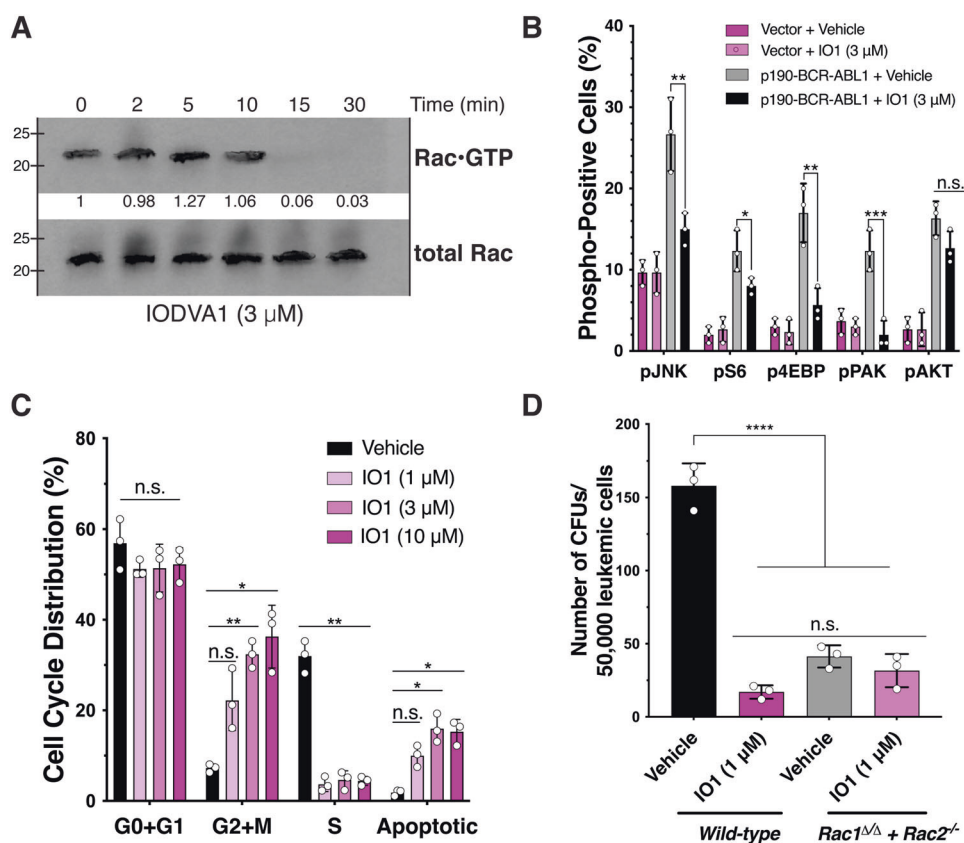 A
0 2 5 10 15 30 Time (min)
25
20
Rac•GTP
1 0.98 1.27 1.06 0.06 0.03
25
20
total Rac
IODVA1 (3 µM)
B
Phospho-Positive Cells (%)
40
30
20
10
0
Vector + Vehicle
Vector + IO1 (3 µM)
p190-BCR-ABL1 + Vehicle
p190-BCR-ABL1 + IO1 (3 µM)
**
*
**
***
n.s.
pJNK pS6 p4EBP pPAK pAKT
C
Cell Cycle Distribution (%)
80
60
40
20
0
Vehicle
IO1 (1 µM)
IO1 (3 µM)
IO1 (10 µM)
n.s.
*
**
n.s.
**
*
*
n.s.
G0+G1 G2+M S Apoptotic
D
Number of CFUs/
50,000 leukemic cells
200
150
100
50
0
****
n.s.
Vehicle
IO1 (1 µM)
Vehicle
IO1 (1 µM)
Wild-type Rac1Δ/Δ + Rac2-/-